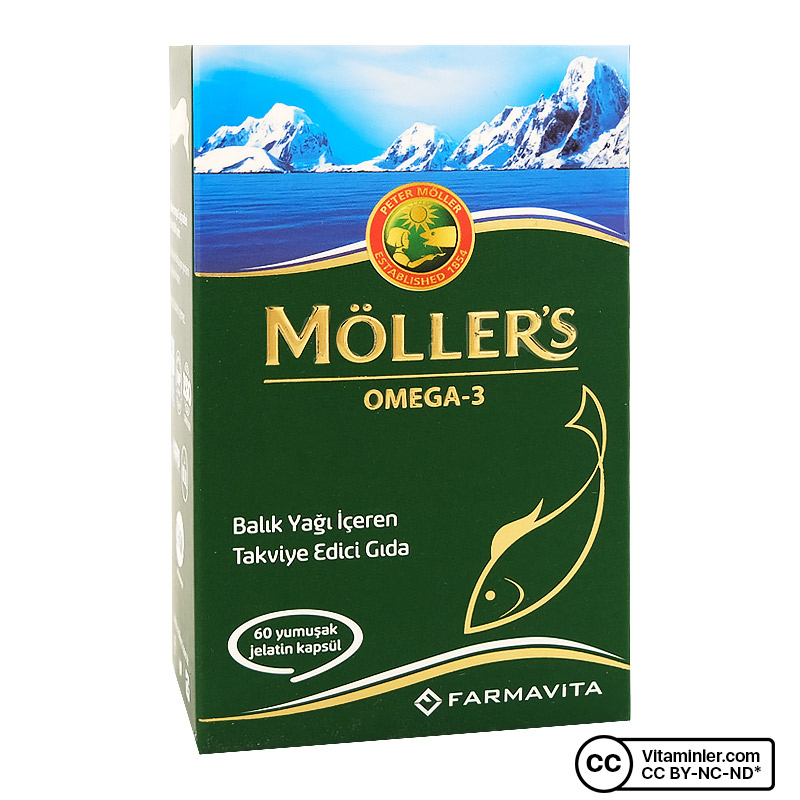 PETER MÖLLER
ESTABLISHED 1854
MÖLLER'S
OMEGA-3
Balık Yağı İçeren
Takviye Edici Gıda
60 yumuşak
jelatin kapsül
FARMAVITA
CC
Vitaminler.com
CC BY-NC-ND*